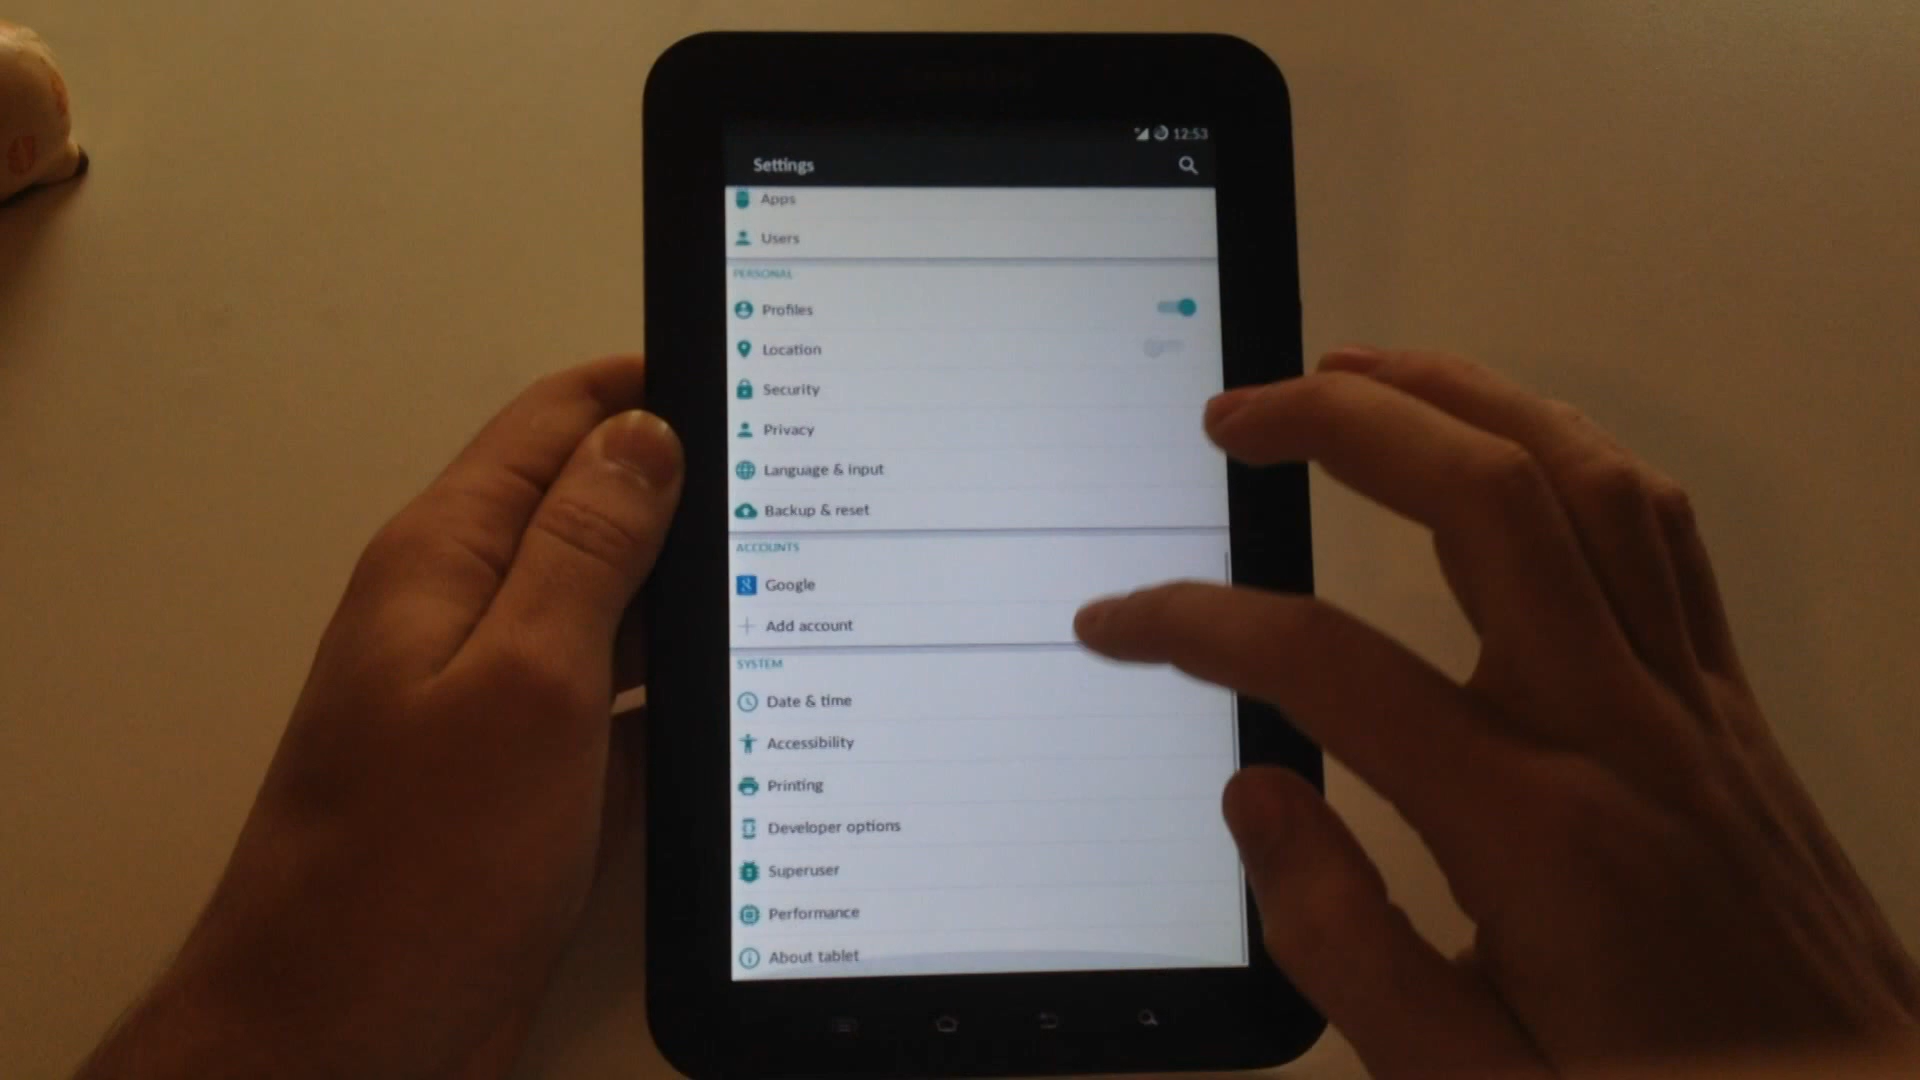 12:53
Settings
Apps
Users
PERSONAL
Profiles
Location
Security
Privacy
Language & input
Backup & reset
ACCOUNTS
Google
Add account
SYSTEM
Date & time
Accessibility
Printing
Developer options
Superuser
Performance
About tablet